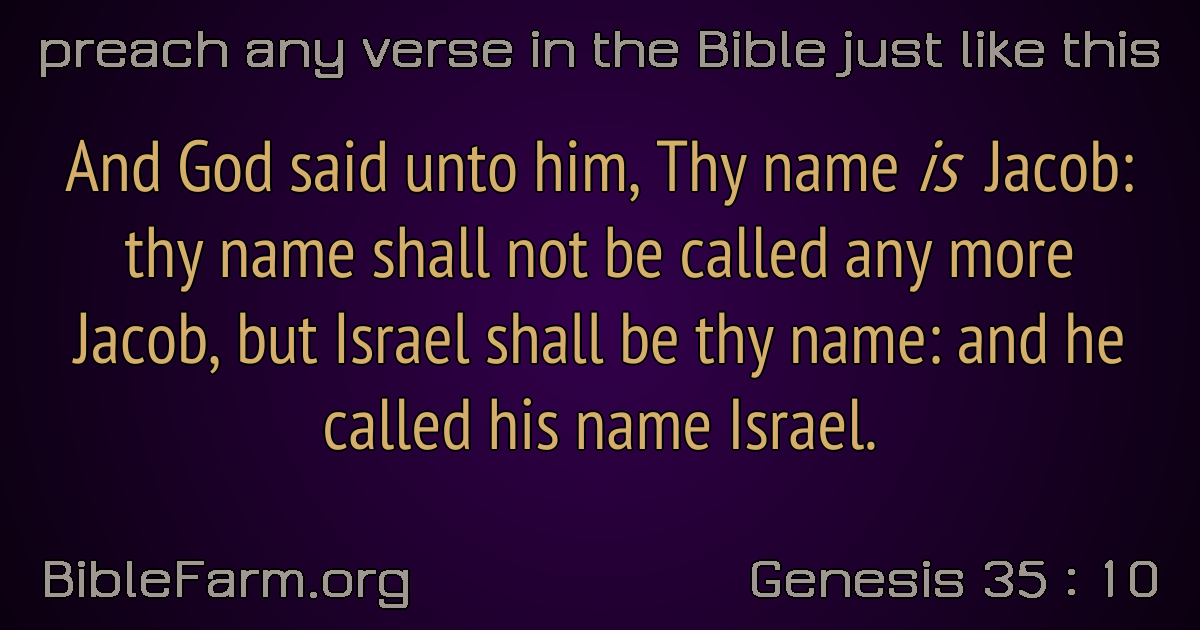 preach any verse in the Bible just like this
And God said unto him, Thy name is Jacob:
thy name shall not be called any more
Jacob, but Israel shall be thy name: and he
called his name Israel.
BibleFarm.org
Genesis 35 : 10